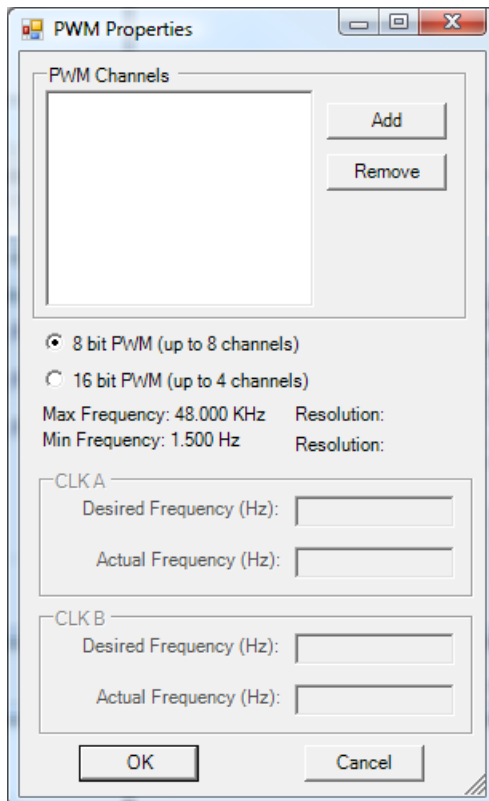 PWM Properties
PWM Channels
Add
Remove
8 bit PWM (up to 8 channels)
16 bit PWM (up to 4 channels)
Max Frequency: 48.000 KHz Resolution:
Min Frequency: 1.500 Hz Resolution:
CLK A
Desired Frequency (Hz):
Actual Frequency (Hz):
CLK B
Desired Frequency (Hz):
Actual Frequency (Hz):
OK Cancel